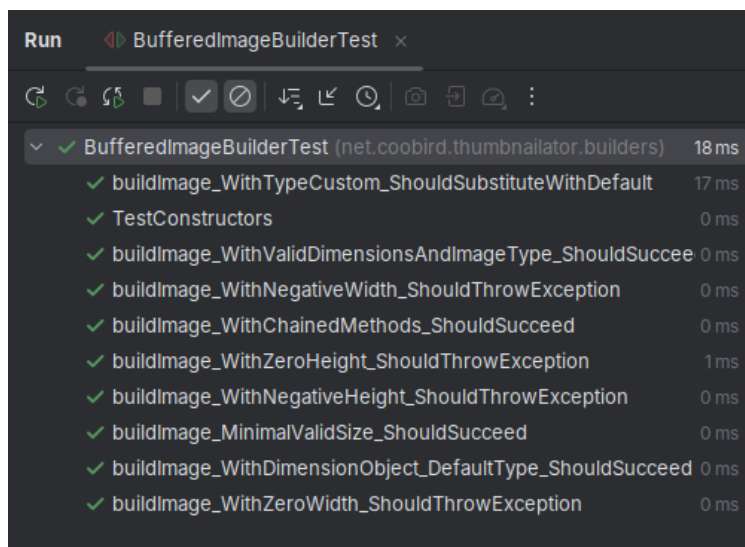 Run BufferedImageBuilderTest ×
BufferedImageBuilderTest (net.coobird.thumbnailator.builders) 18 ms
buildImage_WithTypeCustom_ShouldSubstituteWithDefault 17 ms
TestConstructors 0 ms
buildImage_WithValidDimensionsAndImageType_ShouldSuccee 0 ms
buildImage_WithNegativeWidth_ShouldThrowException 0 ms
buildImage_WithChainedMethods_ShouldSucceed 0 ms
buildImage_WithZeroHeight_ShouldThrowException 1 ms
buildImage_WithNegativeHeight_ShouldThrowException 0 ms
buildImage_MinimalValidSize_ShouldSucceed 0 ms
buildImage_WithDimensionObject_DefaultType_ShouldSucceed 0 ms
buildImage_WithZeroWidth_ShouldThrowException 0 ms